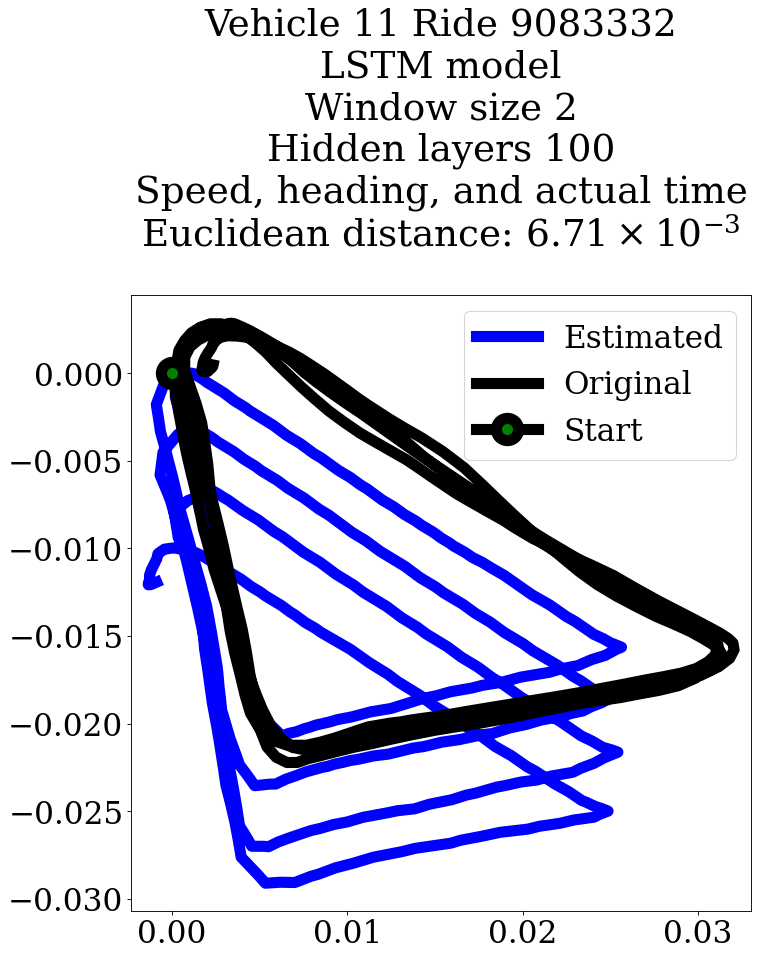 Vehicle 11 Ride 9083332
LSTM model
Window size 2
Hidden layers 100
Speed, heading, and actual time
Euclidean distance: 6.71 × 10⁻³
Estimated
Original
Start
0.000
−0.005
−0.010
−0.015
−0.020
−0.025
−0.030
0.00 0.01 0.02 0.03